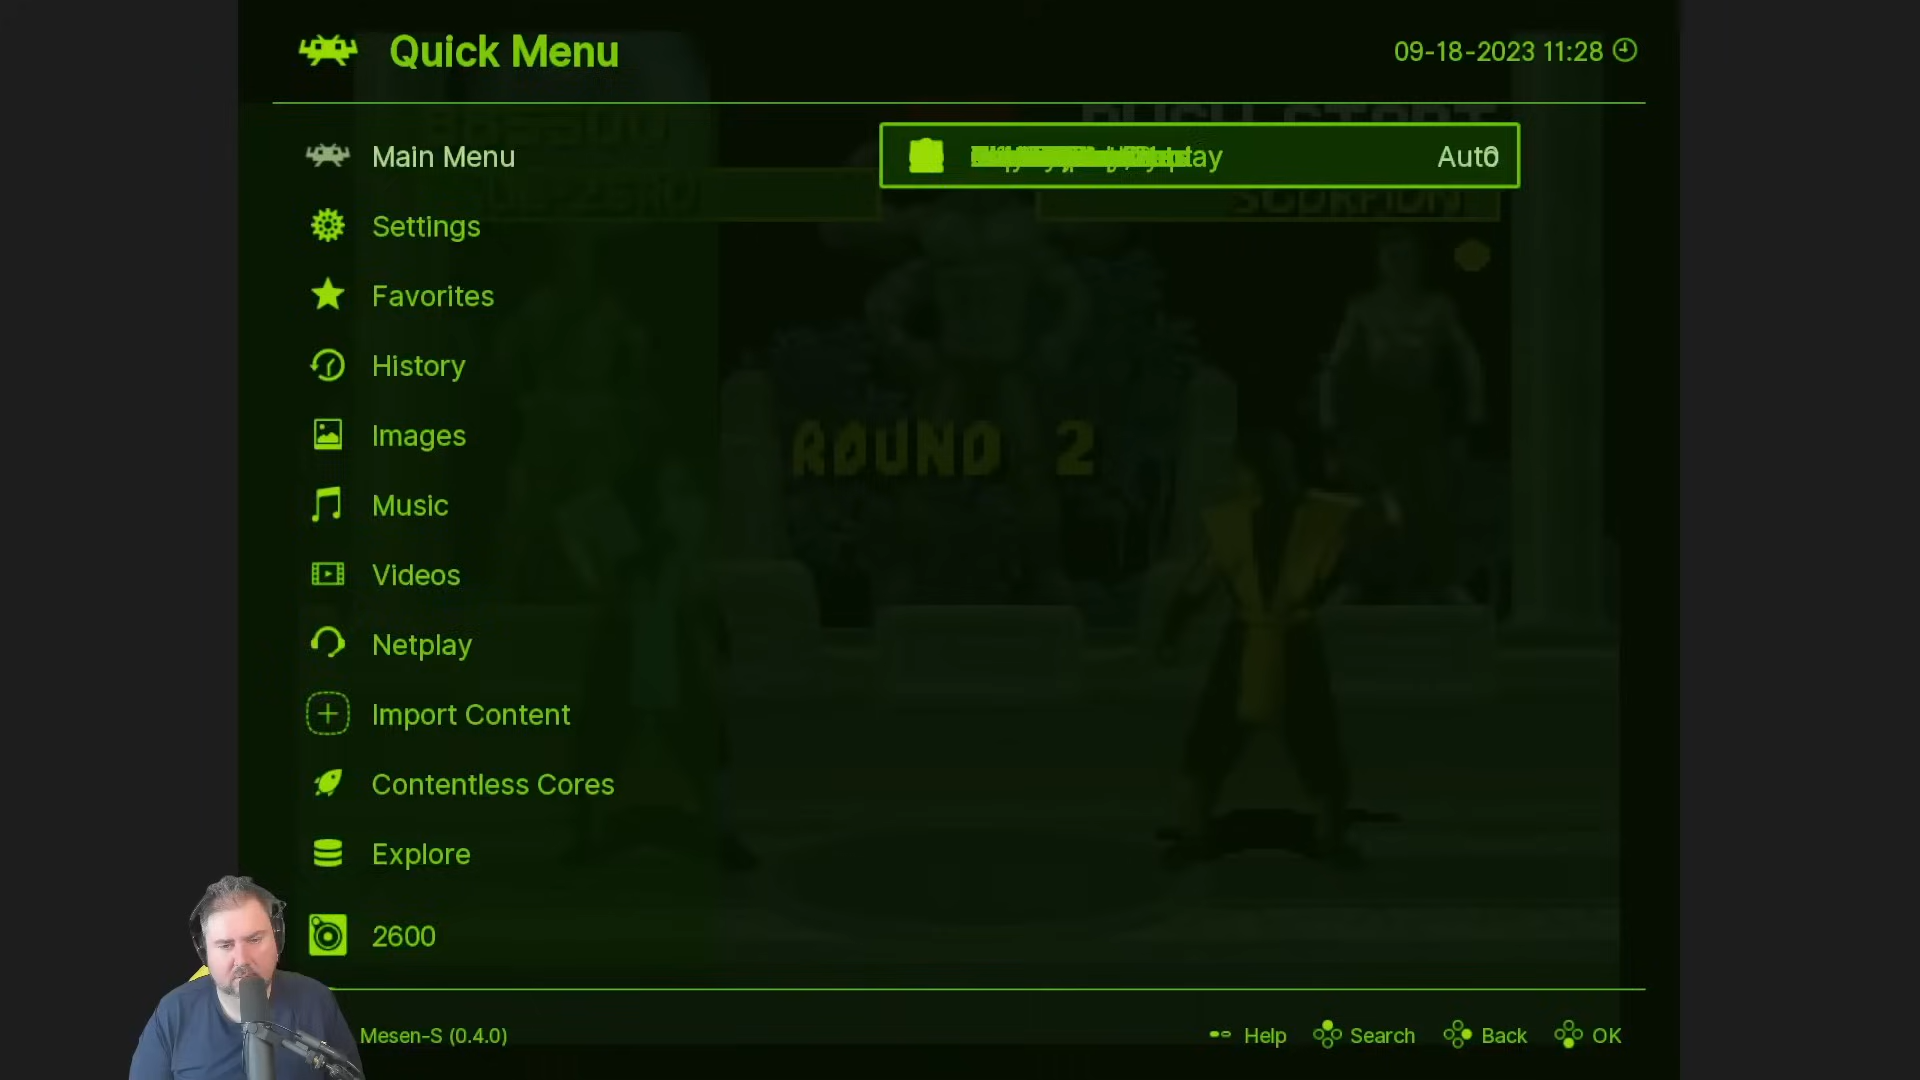 Quick Menu
09-18-2023 11:28
Main Menu
Settings
Favorites
History
Images
Music
Videos
Netplay
Import Content
Contentless Cores
Explore
2600
SCORPION
ROUND 2
Mesen-S (0.4.0)
Help
Search
Back
OK